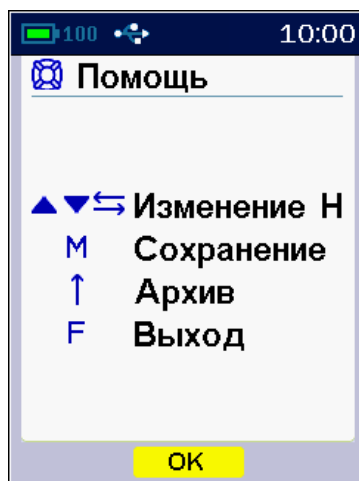 100 10:00
Помощь
▲▼⇆ Изменение Н
M Сохранение
↑ Архив
F Выход
OK